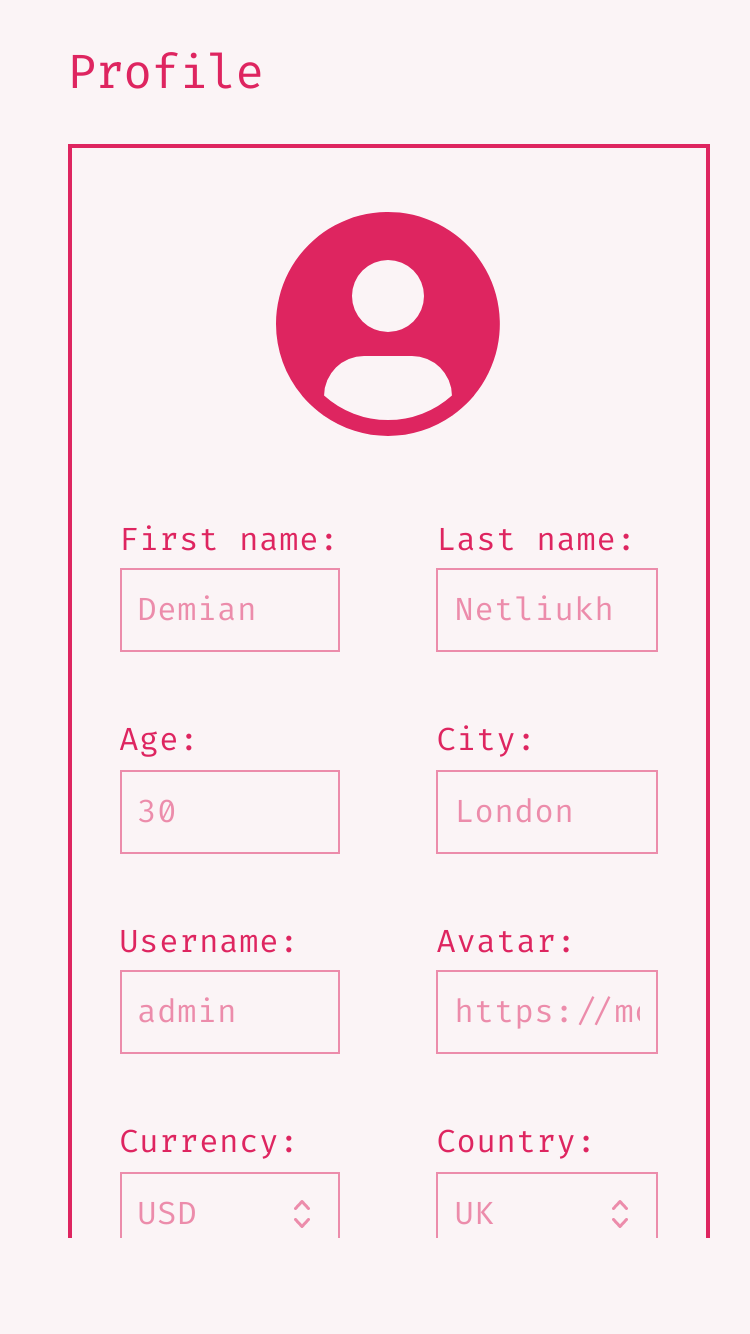 Profile
First name: Last name:
Demian Netliukh
Age: City:
30 London
Username: Avatar:
admin https://m
Currency: Country:
USD UK